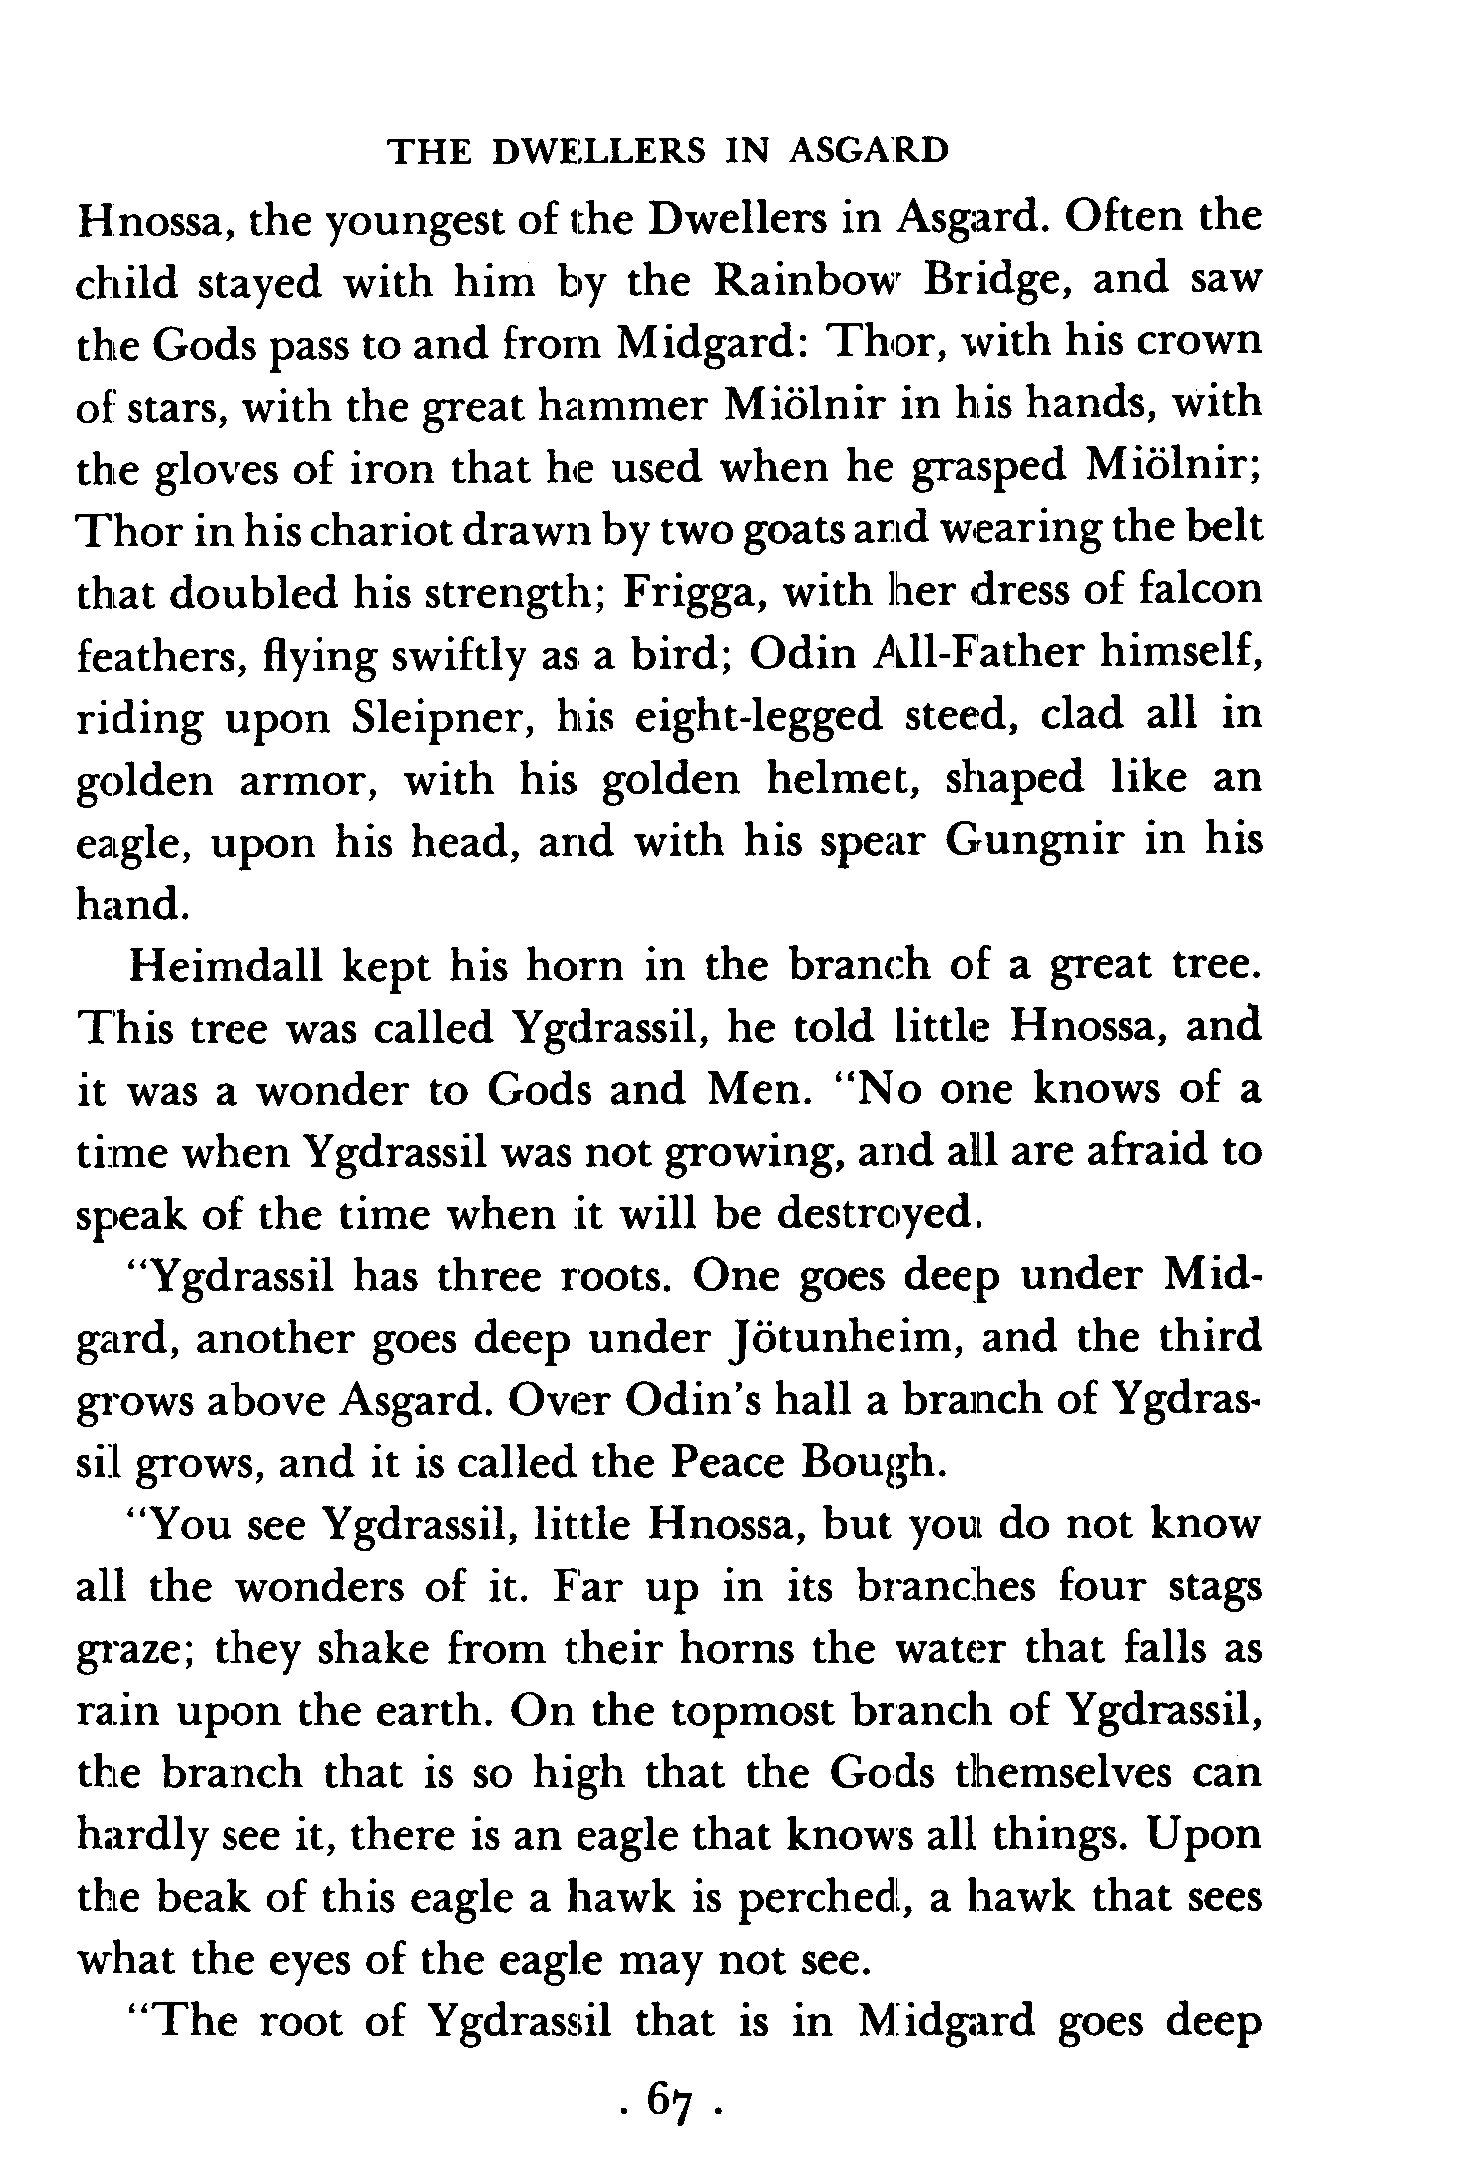 THE DWELLERS IN ASGARD
Hnossa, the youngest of the Dwellers in Asgard. Often the
child stayed with him by the Rainbow Bridge, and saw
the Gods pass to and from Midgard: Thor, with his crown
of stars, with the great hammer Miölnir in his hands, with
the gloves of iron that he used when he grasped Miölnir;
Thor in his chariot drawn by two goats and wearing the belt
that doubled his strength; Frigga, with her dress of falcon
feathers, flying swiftly as a bird; Odin All-Father himself,
riding upon Sleipner, his eight-legged steed, clad all in
golden armor, with his golden helmet, shaped like an
eagle, upon his head, and with his spear Gungnir in his
hand.
Heimdall kept his horn in the branch of a great tree.
This tree was called Ygdrassil, he told little Hnossa, and
it was a wonder to Gods and Men. “No one knows of a
time when Ygdrassil was not growing, and all are afraid to
speak of the time when it will be destroyed.
“Ygdrassil has three roots. One goes deep under Mid-
gard, another goes deep under Jötunheim, and the third
grows above Asgard. Over Odin's hall a branch of Ygdras-
sil grows, and it is called the Peace Bough.
“You see Ygdrassil, little Hnossa, but you do not know
all the wonders of it. Far up in its branches four stags
graze; they shake from their horns the water that falls as
rain upon the earth. On the topmost branch of Ygdrassil,
the branch that is so high that the Gods themselves can
hardly see it, there is an eagle that knows all things. Upon
the beak of this eagle a hawk is perched, a hawk that sees
what the eyes of the eagle may not see.
“The root of Ygdrassil that is in Midgard goes deep
. 67 .